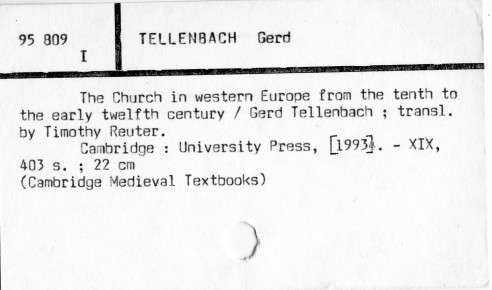 95 809
I
TELLENBACH Gerd
The Church in western Europe from the tenth to
the early twelfth century / Gerd Tellenbach ; transl.
by Timothy Reuter.
Cambridge : University Press, [1993]. - XIX,
403 s. ; 22 cm
(Cambridge Medieval Textbooks)